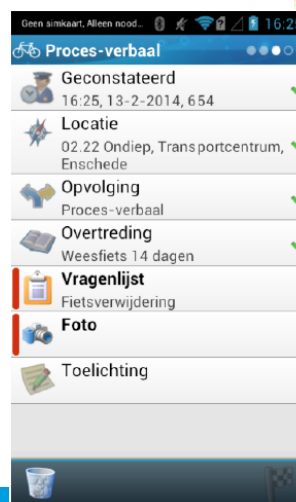 Geen simkaart, Alleen nood... 16:25
Proces-verbaal
Geconstateerd
16:25, 13-2-2014, 654
Locatie
02.22 Ondiep, Transportcentrum,
Enschede
Opvolging
Proces-verbaal
Overtreding
Weesfiets 14 dagen
Vragenlijst
Fietsverwijdering
Foto
Toelichting